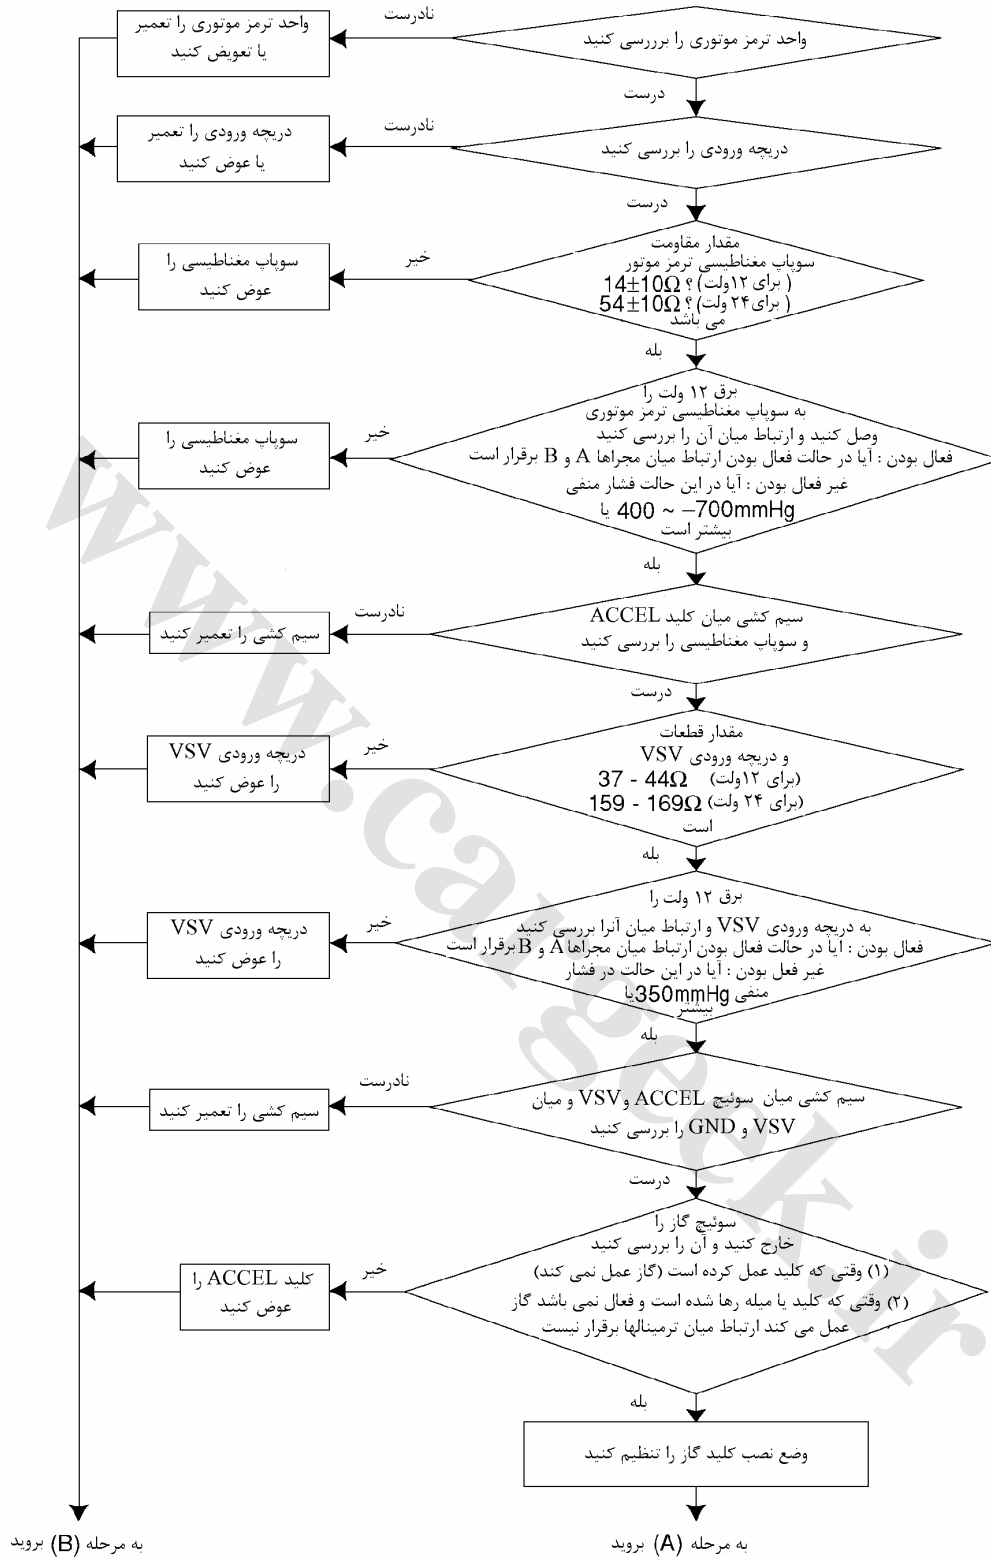 واحد ترمز موتوری را بررررسی کنید
نادرست
واحد ترمز موتوری را تعمیر
یا تعویض کنید
درست
دریچه ورودی را بررسی کنید
نادرست
دریچه ورودی را تعمیر
یا عوض کنید
درست
مقدار مقاومت
سوپاپ مغناطیسی ترمز موتور
( برای ۱۲ولت) ؟ 14±10Ω
( برای ۲۴ ولت) ؟ 54±10Ω
می باشد
خیر
سوپاپ مغناطیسی را
عوض کنید
بله
برق ۱۲ ولت را
به سوپاپ مغناطیسی ترمز موتوری
وصل کنید و ارتباط میان آن را بررسی کنید
فعال بودن : آیا در حالت فعال بودن ارتباط میان مجراها A و B برقرار است
غیر فعال بودن : آیا در این حالت فشار منفی
400 ~ –700mmHg یا
بیشتر است
خیر
سوپاپ مغناطیسی را
عوض کنید
بله
سیم کشی میان کلید ACCEL
و سوپاپ مغناطیسی را بررسی کنید
نادرست
سیم کشی را تعمیر کنید
درست
مقدار قطعات
و دریچه ورودی VSV
(برای ۱۲ولت) 37 - 44Ω
(برای ۲۴ ولت) 159 - 169Ω
است
خیر
دریچه ورودی VSV
را عوض کنید
بله
برق ۱۲ ولت را
به دریچه ورودی VSV و ارتباط میان آنرا بررسی کنید
فعال بودن : آیا در حالت فعال بودن ارتباط میان مجراها A و B برقرار است
غیر فعل بودن : آیا در این حالت در فشار
منفی 350mmHg یا
بیشتر
خیر
دریچه ورودی VSV
را عوض کنید
بله
سیم کشی میان سوئیچ ACCEL و VSV و میان
VSV و GND را بررسی کنید
نادرست
سیم کشی را تعمیر کنید
درست
سوئیچ گاز را
خارج کنید و آن را بررسی کنید
(۱) وقتی که کلید عمل کرده است (گاز عمل نمی کند)
(۲) وقتی که کلید یا میله رها شده است و فعال نمی باشد گاز
عمل می کند ارتباط میان ترمینالها برقرار نیست
خیر
کلید ACCEL را
عوض کنید
بله
وضع نصب کلید گاز را تنظیم کنید
به مرحله (A) بروید
به مرحله (B) بروید
www.cargeek.ir